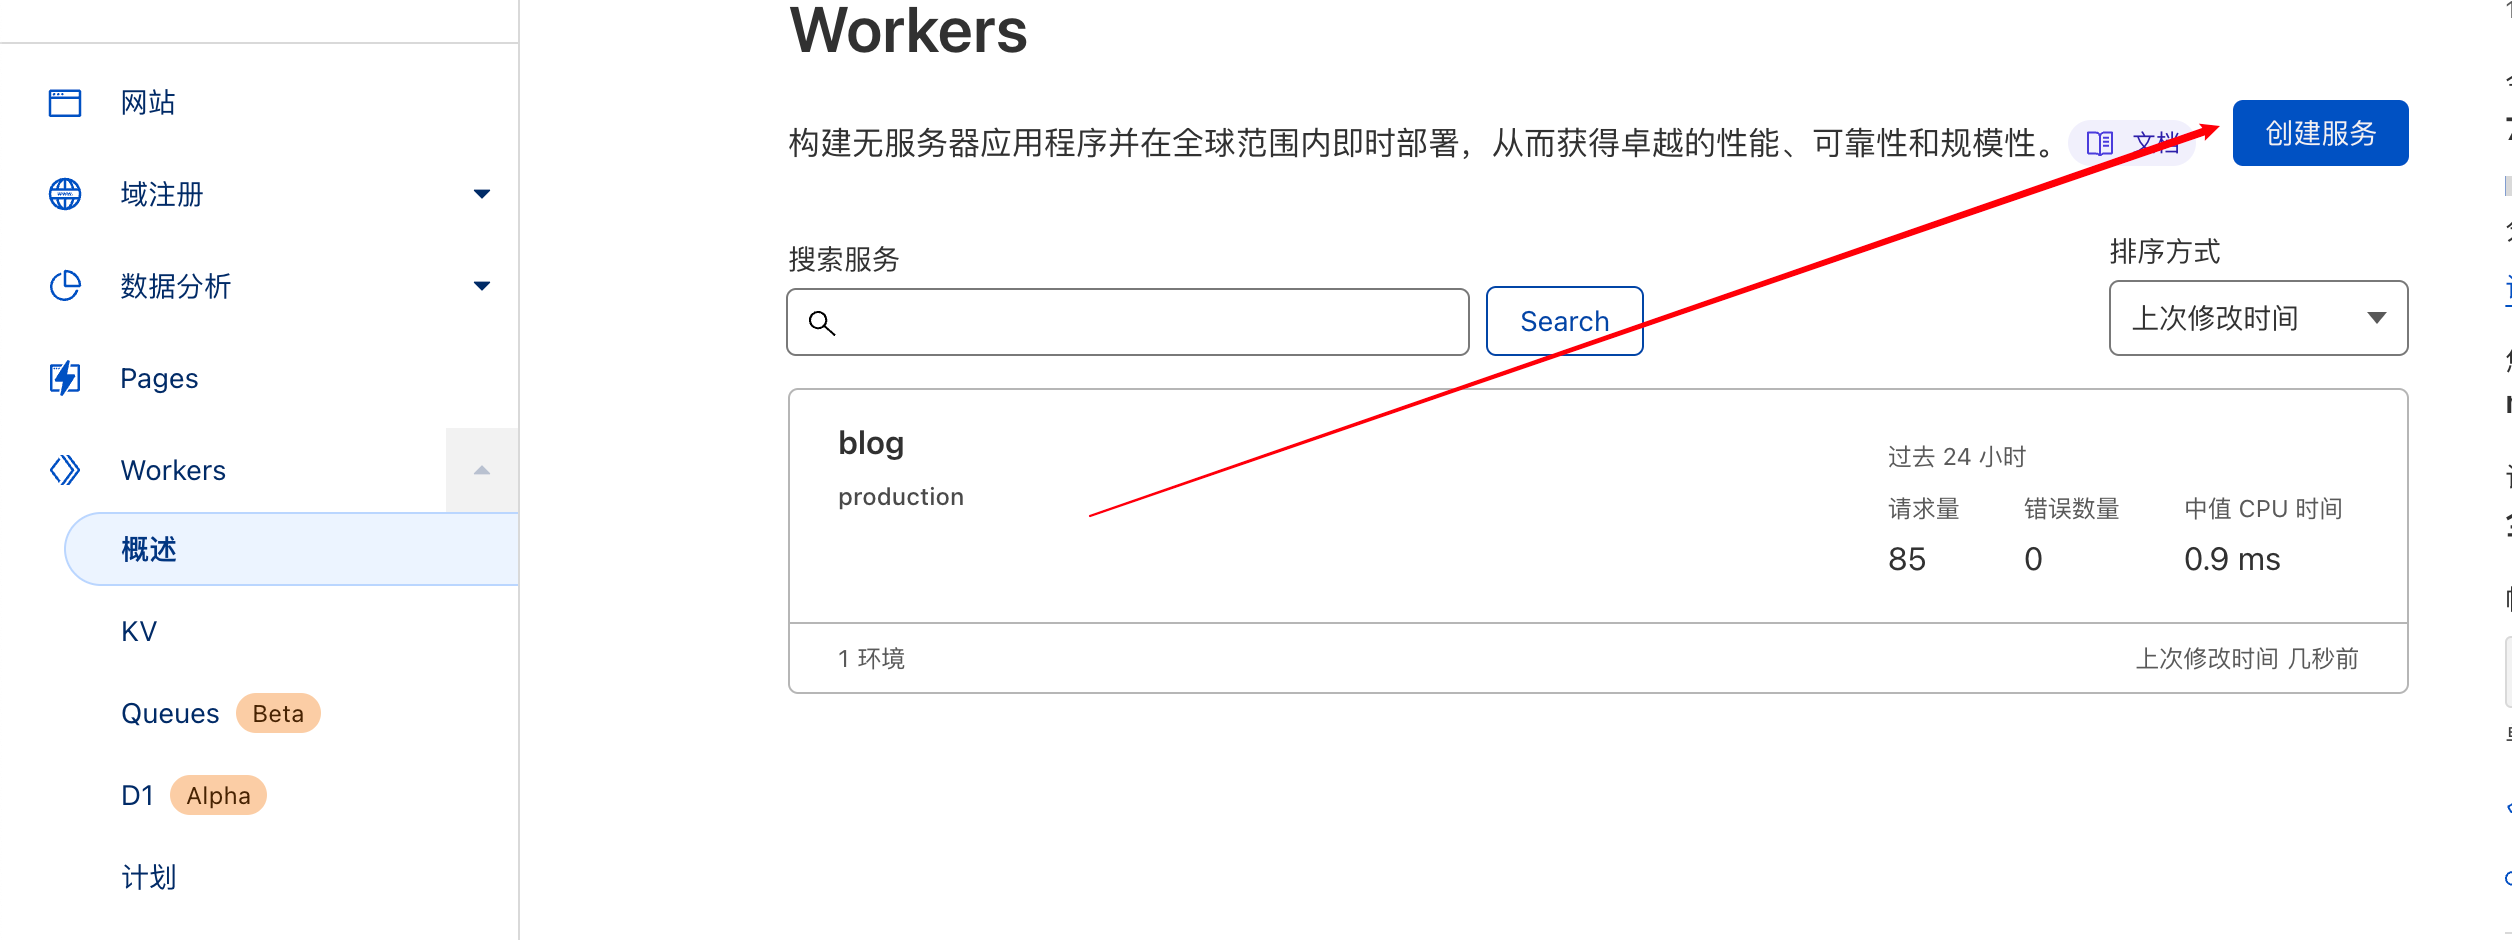 网站
域注册
数据分析
Pages
Workers
概述
KV
Queues Beta
D1 Alpha
计划
Workers
构建无服务器应用程序并在全球范围内即时部署，从而获得卓越的性能、可靠性和规模性。 文档
创建服务
搜索服务
Search
排序方式
上次修改时间
blog
production
过去 24 小时
请求量 错误数量 中值 CPU 时间
85 0 0.9 ms
1 环境
上次修改时间 几秒前